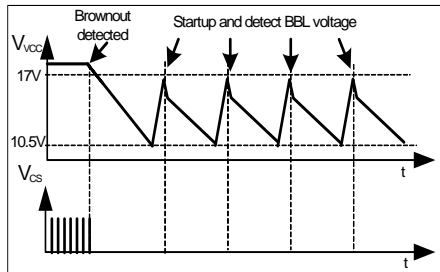 Brownout
detected
Startup and detect BBL voltage
VVCC
17V
10.5V
t
VCS
t